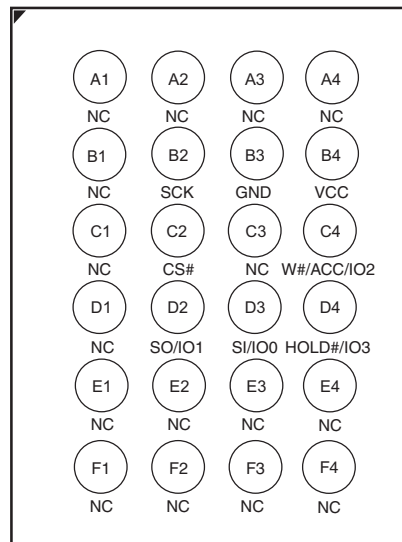 A1 A2 A3 A4
NC NC NC NC
B1 B2 B3 B4
NC SCK GND VCC
C1 C2 C3 C4
NC CS# NC W#/ACC/IO2
D1 D2 D3 D4
NC SO/IO1 SI/IO0 HOLD#/IO3
E1 E2 E3 E4
NC NC NC NC
F1 F2 F3 F4
NC NC NC NC